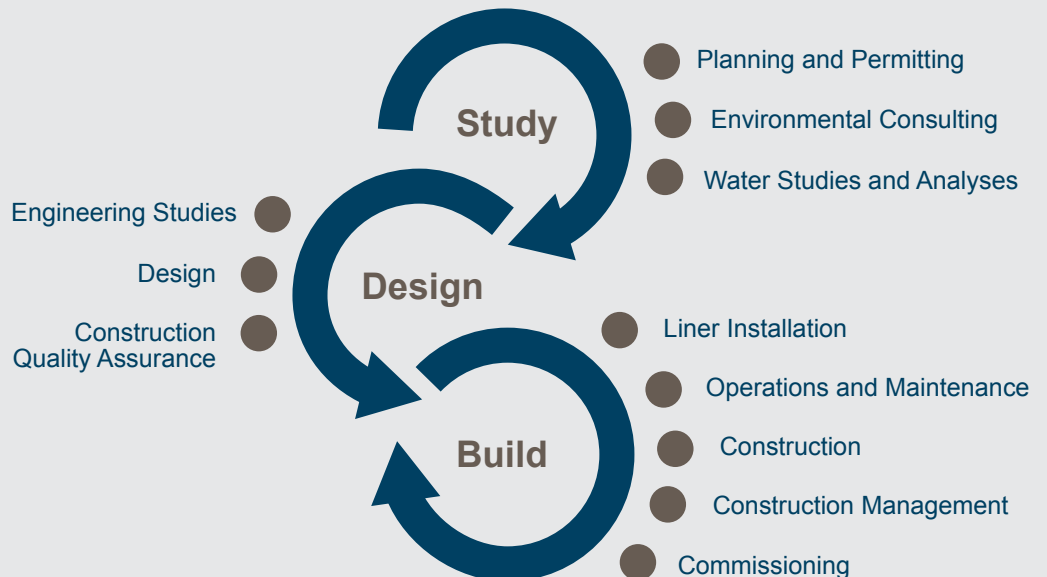 Study
Planning and Permitting
Environmental Consulting
Water Studies and Analyses
Design
Engineering Studies
Design
Construction
Quality Assurance
Build
Liner Installation
Operations and Maintenance
Construction
Construction Management
Commissioning